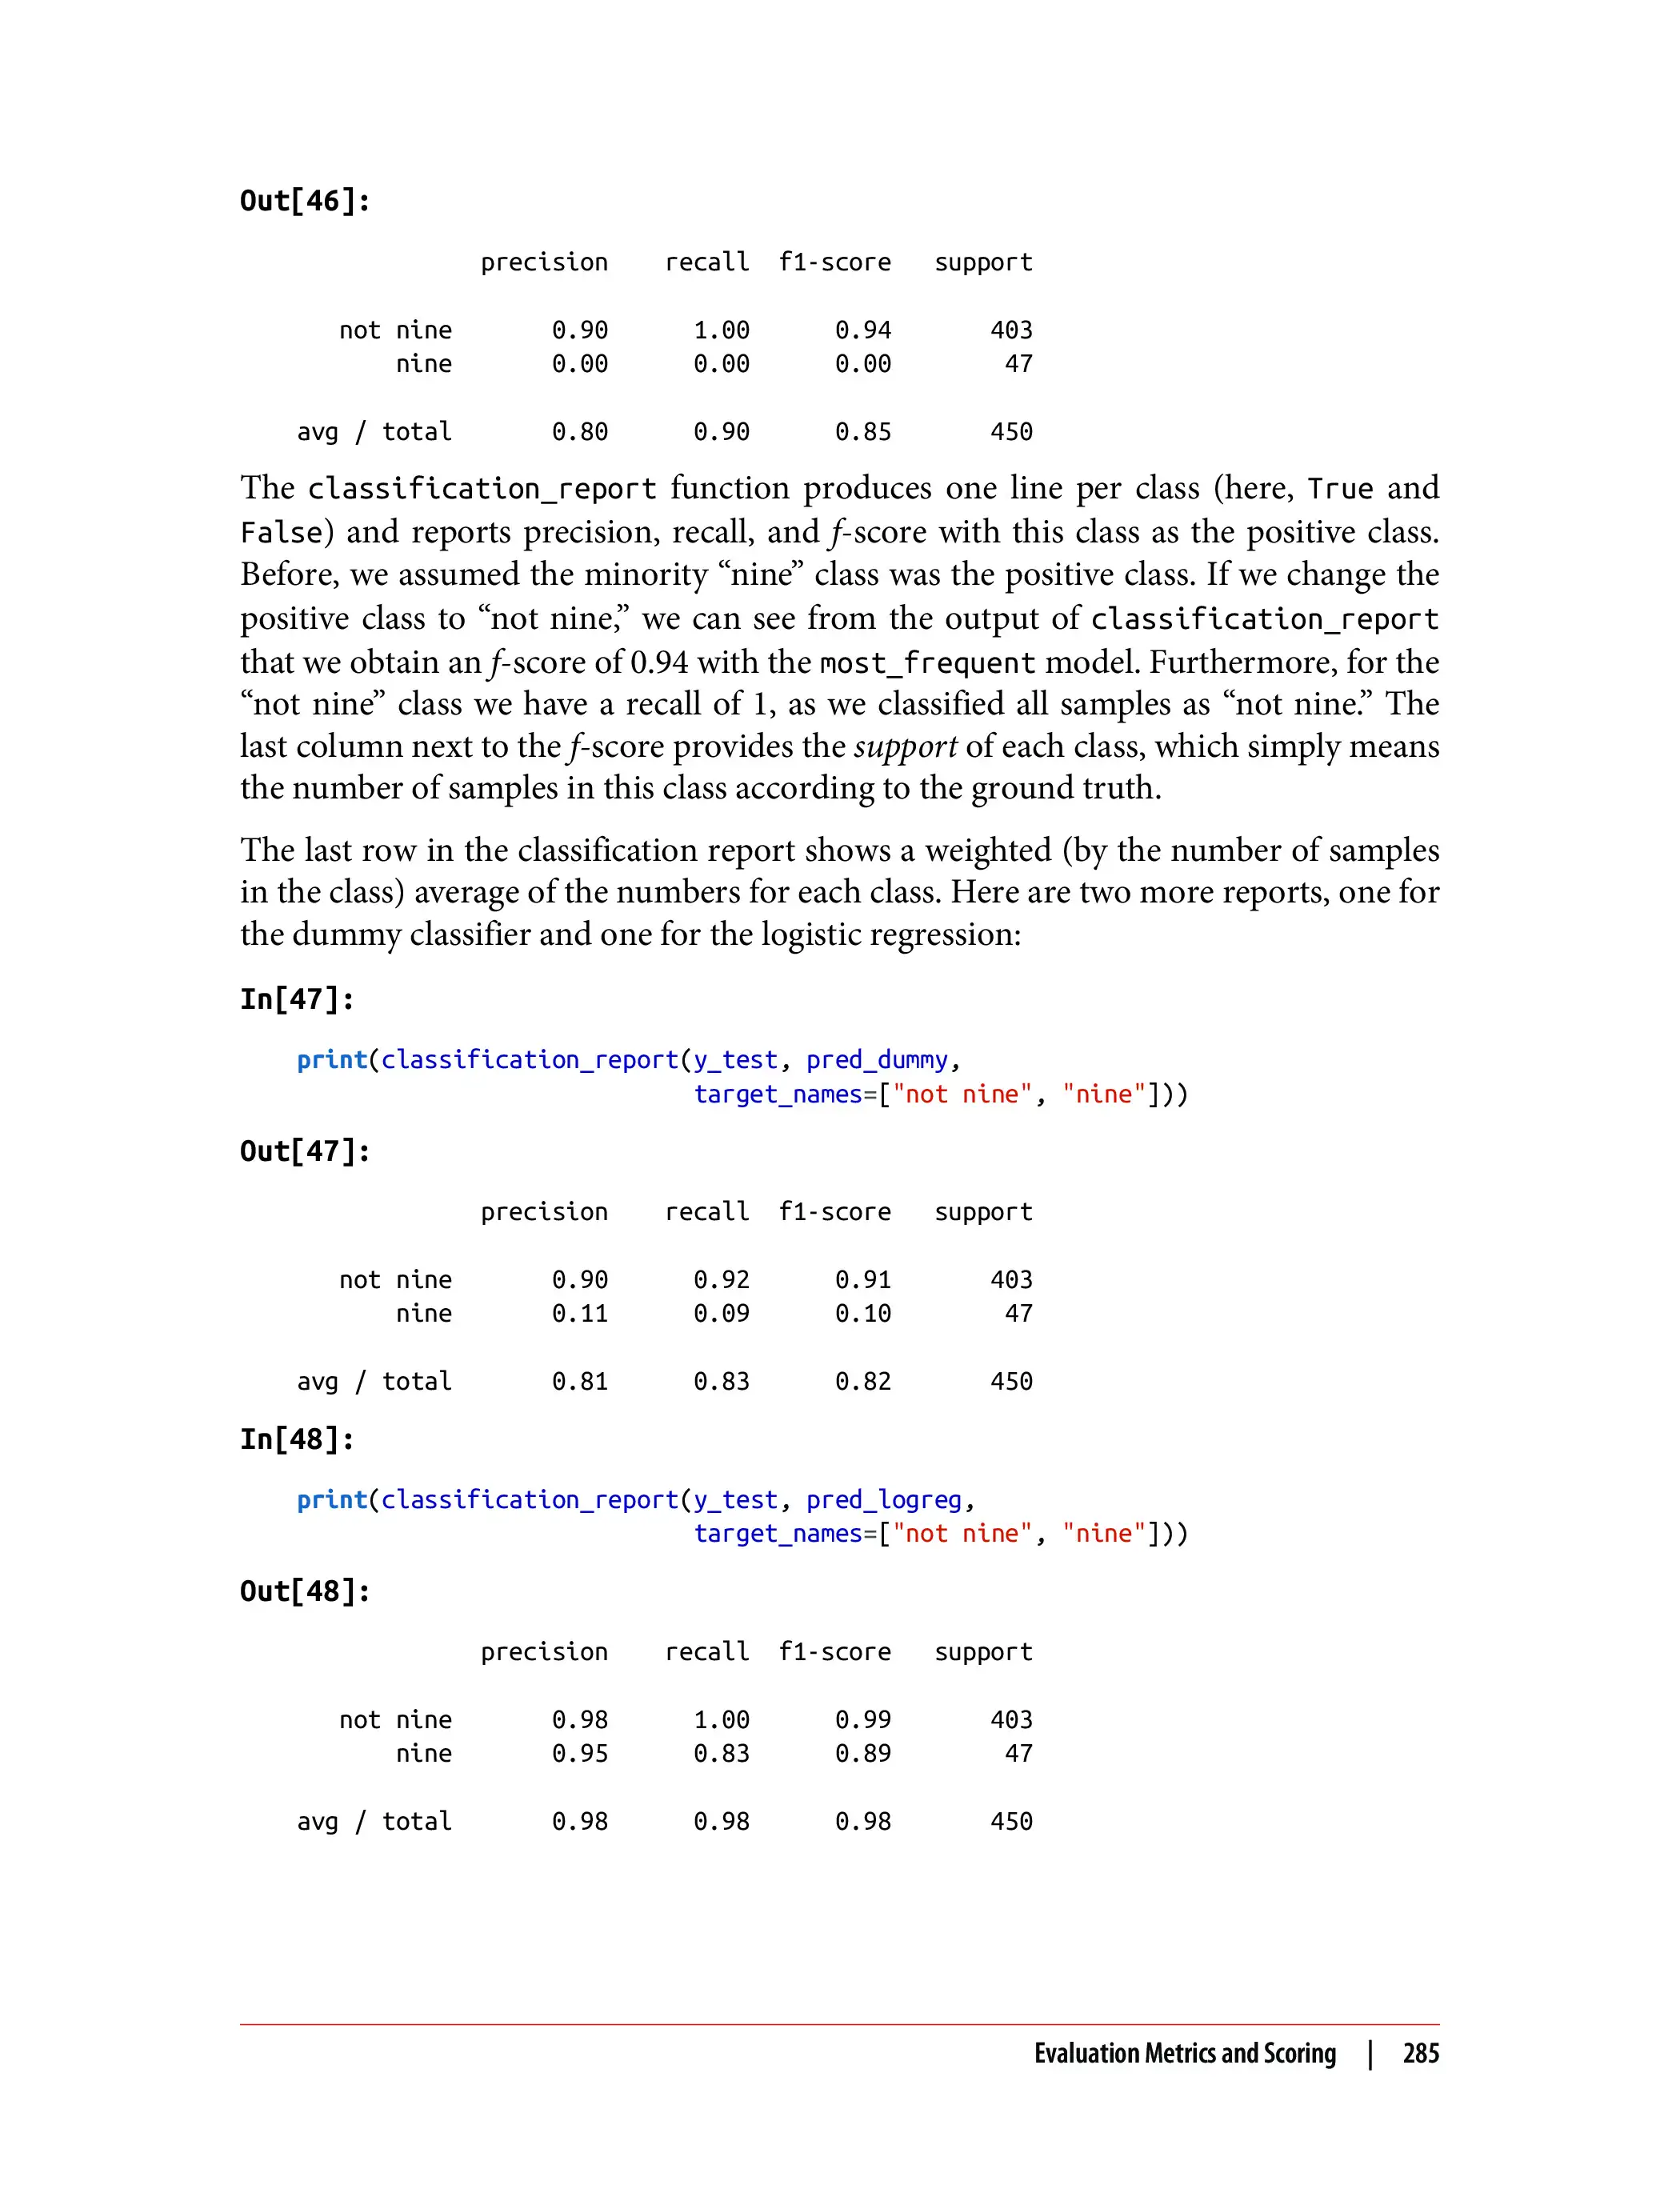 Out[46]:
             precision    recall  f1-score   support

   not nine       0.90      1.00      0.94       403
       nine       0.00      0.00      0.00        47

avg / total       0.80      0.90      0.85       450
The classification_report function produces one line per class (here, True and
False) and reports precision, recall, and f-score with this class as the positive class.
Before, we assumed the minority “nine” class was the positive class. If we change the
positive class to “not nine,” we can see from the output of classification_report
that we obtain an f-score of 0.94 with the most_frequent model. Furthermore, for the
“not nine” class we have a recall of 1, as we classified all samples as “not nine.” The
last column next to the f-score provides the support of each class, which simply means
the number of samples in this class according to the ground truth.
The last row in the classification report shows a weighted (by the number of samples
in the class) average of the numbers for each class. Here are two more reports, one for
the dummy classifier and one for the logistic regression:
In[47]:
print(classification_report(y_test, pred_dummy,
                            target_names=["not nine", "nine"]))
Out[47]:
             precision    recall  f1-score   support

   not nine       0.90      0.92      0.91       403
       nine       0.11      0.09      0.10        47

avg / total       0.81      0.83      0.82       450
In[48]:
print(classification_report(y_test, pred_logreg,
                            target_names=["not nine", "nine"]))
Out[48]:
             precision    recall  f1-score   support

   not nine       0.98      1.00      0.99       403
       nine       0.95      0.83      0.89        47

avg / total       0.98      0.98      0.98       450
Evaluation Metrics and Scoring | 285